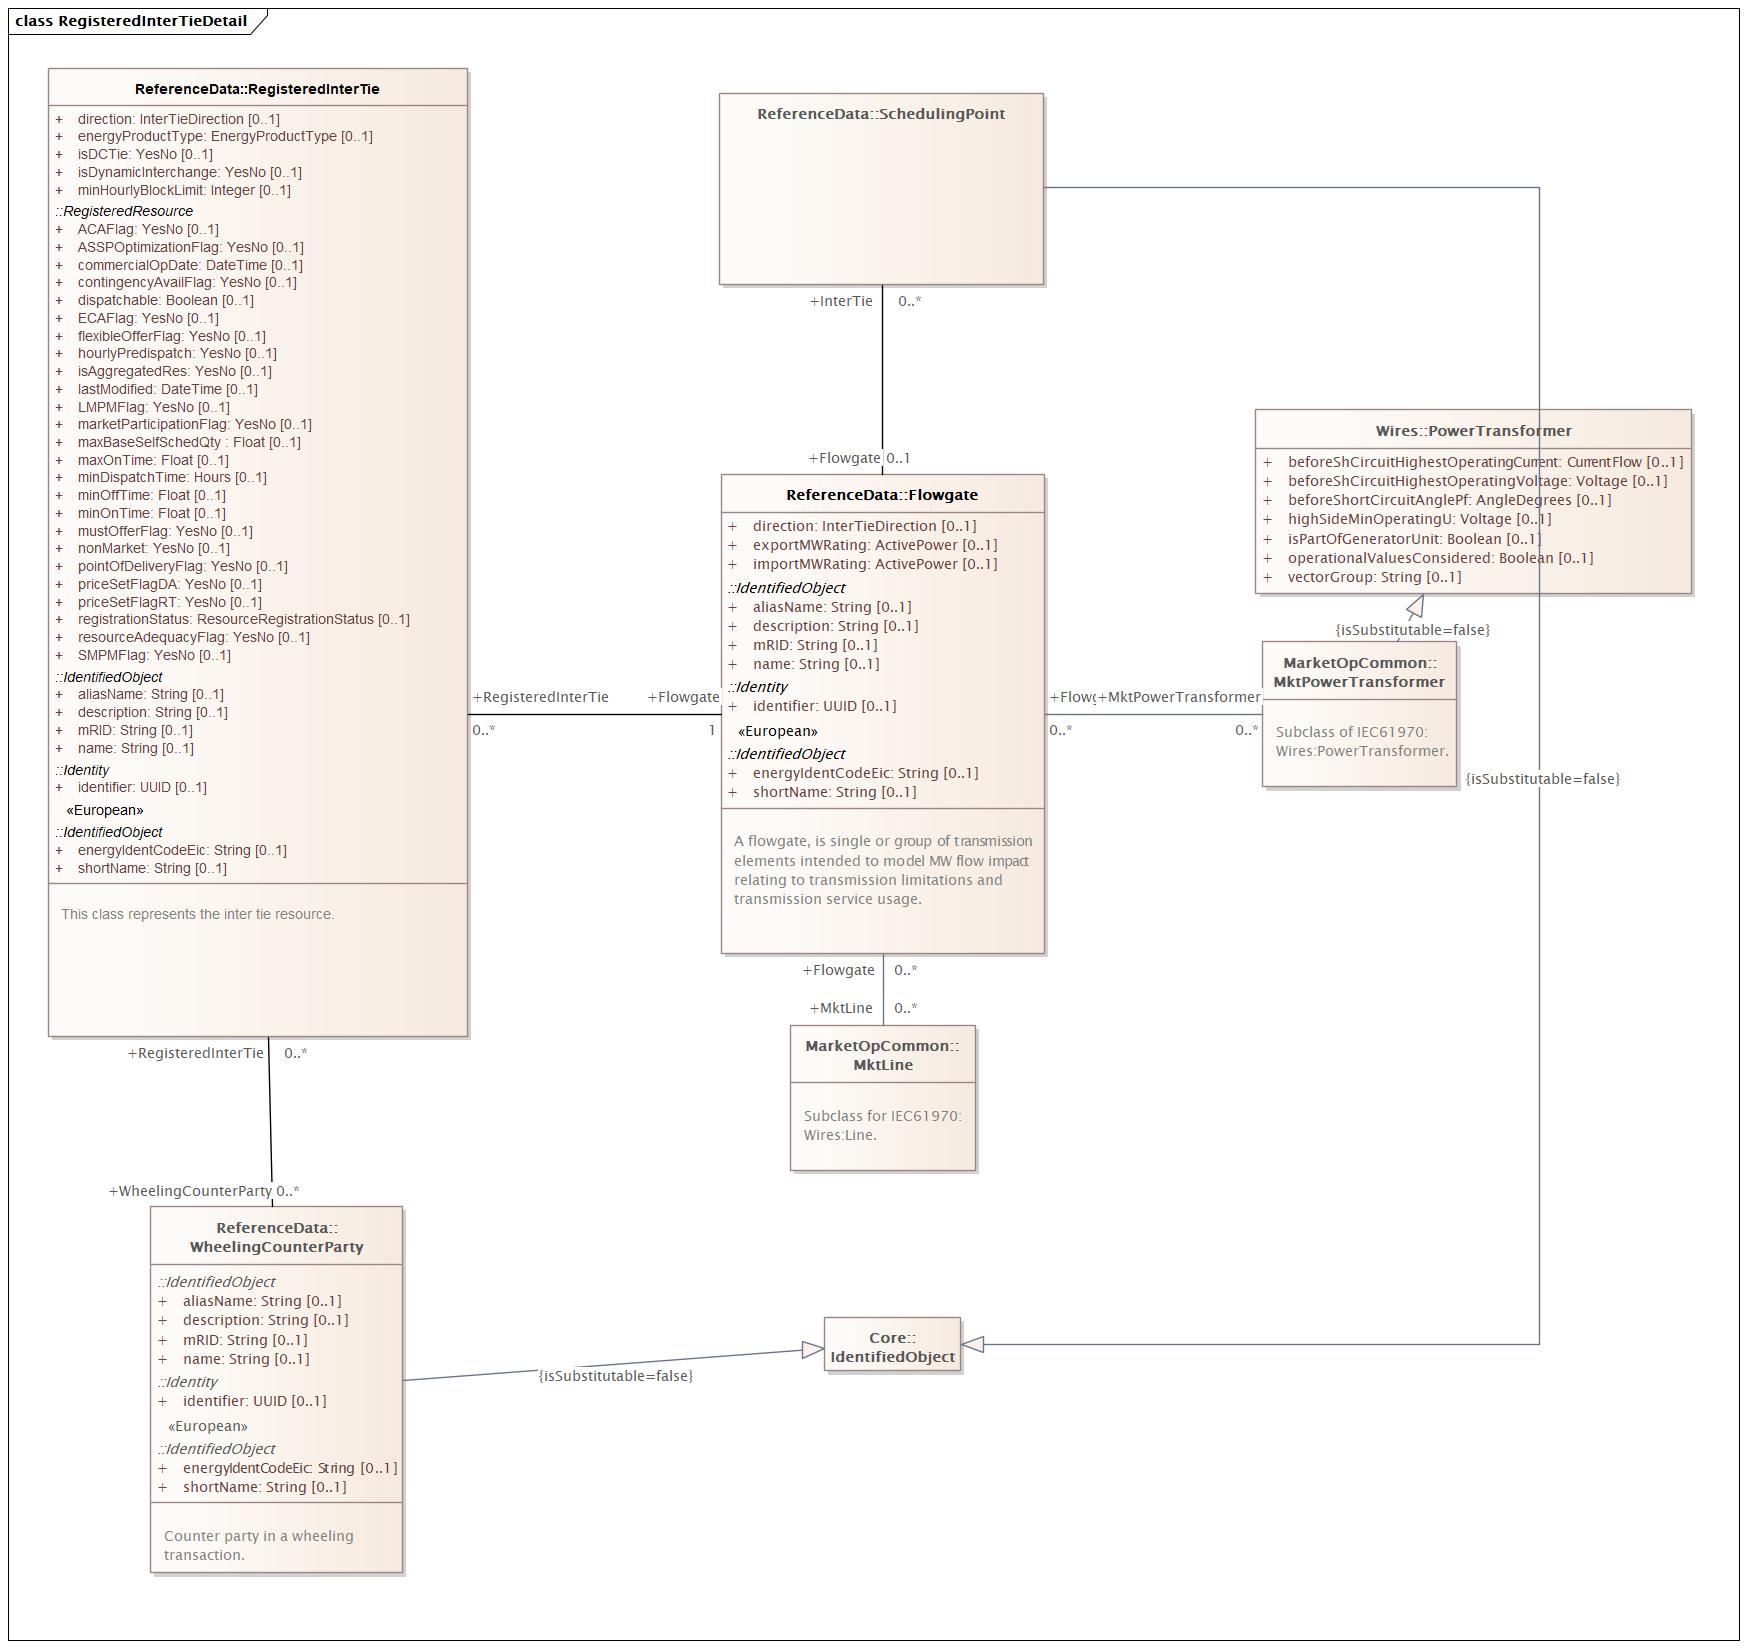 class RegisteredInterTieDetail
ReferenceData::RegisteredInterTie
+ direction: InterTieDirection [0..1]
+ energyProductType: EnergyProductType [0..1]
+ isDCTie: YesNo [0..1]
+ isDynamicInterchange: YesNo [0..1]
+ minHourlyBlockLimit: Integer [0..1]
::RegisteredResource
+ ACAFlag: YesNo [0..1]
+ ASSPOptimizationFlag: YesNo [0..1]
+ commercialOpDate: DateTime [0..1]
+ contingencyAvailFlag: YesNo [0..1]
+ dispatchable: Boolean [0..1]
+ ECAFlag: YesNo [0..1]
+ flexibleOfferFlag: YesNo [0..1]
+ hourlyPredispatch: YesNo [0..1]
+ isAggregatedRes: YesNo [0..1]
+ lastModified: DateTime [0..1]
+ LMPMFlag: YesNo [0..1]
+ marketParticipationFlag: YesNo [0..1]
+ maxBaseSelfSchedQty : Float [0..1]
+ maxOnTime: Float [0..1]
+ minDispatchTime: Hours [0..1]
+ minOffTime: Float [0..1]
+ minOnTime: Float [0..1]
+ mustOfferFlag: YesNo [0..1]
+ nonMarket: YesNo [0..1]
+ pointOfDeliveryFlag: YesNo [0..1]
+ priceSetFlagDA: YesNo [0..1]
+ priceSetFlagRT: YesNo [0..1]
+ registrationStatus: ResourceRegistrationStatus [0..1]
+ resourceAdequacyFlag: YesNo [0..1]
+ SMPMFlag: YesNo [0..1]
::IdentifiedObject
+ aliasName: String [0..1]
+ description: String [0..1]
+ mRID: String [0..1]
+ name: String [0..1]
::Identity
+ identifier: UUID [0..1]
«European»
::IdentifiedObject
+ energyIdentCodeEic: String [0..1]
+ shortName: String [0..1]
This class represents the inter tie resource.
ReferenceData::SchedulingPoint
+InterTie 0..*
+Flowgate 0..1
ReferenceData::Flowgate
+ direction: InterTieDirection [0..1]
+ exportMWRating: ActivePower [0..1]
+ importMWRating: ActivePower [0..1]
::IdentifiedObject
+ aliasName: String [0..1]
+ description: String [0..1]
+ mRID: String [0..1]
+ name: String [0..1]
::Identity
+ identifier: UUID [0..1]
«European»
::IdentifiedObject
+ energyIdentCodeEic: String [0..1]
+ shortName: String [0..1]
A flowgate, is single or group of transmission
elements intended to model MW flow impact
relating to transmission limitations and
transmission service usage.
+RegisteredInterTie +Flowgate
0..* 1
Wires::PowerTransformer
+ beforeShCircuitHighestOperatingCurrent: CurrentFlow [0..1]
+ beforeShCircuitHighestOperatingVoltage: Voltage [0..1]
+ beforeShortCircuitAnglePf: AngleDegrees [0..1]
+ highSideMinOperatingU: Voltage [0..1]
+ isPartOfGeneratorUnit: Boolean [0..1]
+ operationalValuesConsidered: Boolean [0..1]
+ vectorGroup: String [0..1]
{isSubstitutable=false}
MarketOpCommon::
MktPowerTransformer
Subclass of IEC61970:
Wires:PowerTransformer.
+MktPowerTransformer
0..* 0..*
{isSubstitutable=false}
+Flowgate 0..*
+MktLine 0..*
MarketOpCommon::
MktLine
Subclass for IEC61970:
Wires:Line.
+RegisteredInterTie 0..*
+WheelingCounterParty 0..*
ReferenceData::
WheelingCounterParty
::IdentifiedObject
+ aliasName: String [0..1]
+ description: String [0..1]
+ mRID: String [0..1]
+ name: String [0..1]
::Identity
+ identifier: UUID [0..1]
«European»
::IdentifiedObject
+ energyIdentCodeEic: String [0..1]
+ shortName: String [0..1]
Counter party in a wheeling
transaction.
{isSubstitutable=false}
Core::
IdentifiedObject